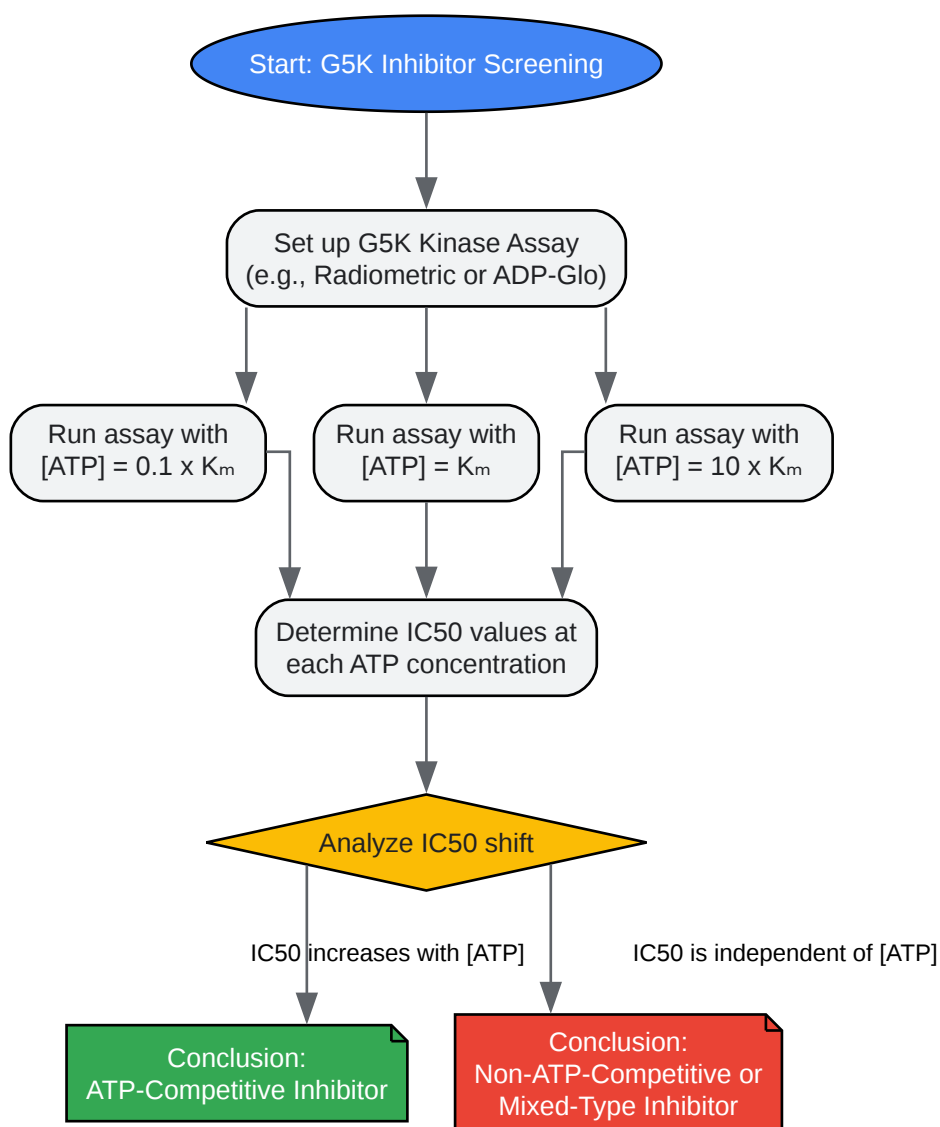 Start: G5K Inhibitor Screening
Set up G5K Kinase Assay
(e.g., Radiometric or ADP-Glo)
Run assay with
[ATP] = 0.1 x Kₘ
Run assay with
[ATP] = Kₘ
Run assay with
[ATP] = 10 x Kₘ
Determine IC50 values at
each ATP concentration
Analyze IC50 shift
IC50 increases with [ATP]
IC50 is independent of [ATP]
Conclusion:
ATP-Competitive Inhibitor
Conclusion:
Non-ATP-Competitive or
Mixed-Type Inhibitor